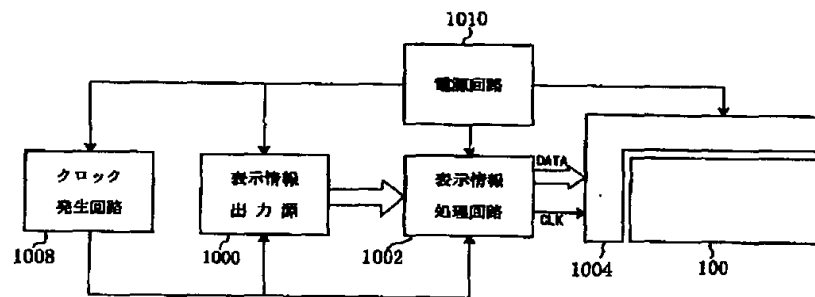 1010
電源回路
クロック
発生回路
1008
表示情報
出力源
1000
表示情報
処理回路
1002
DATA
CLK
1004
100